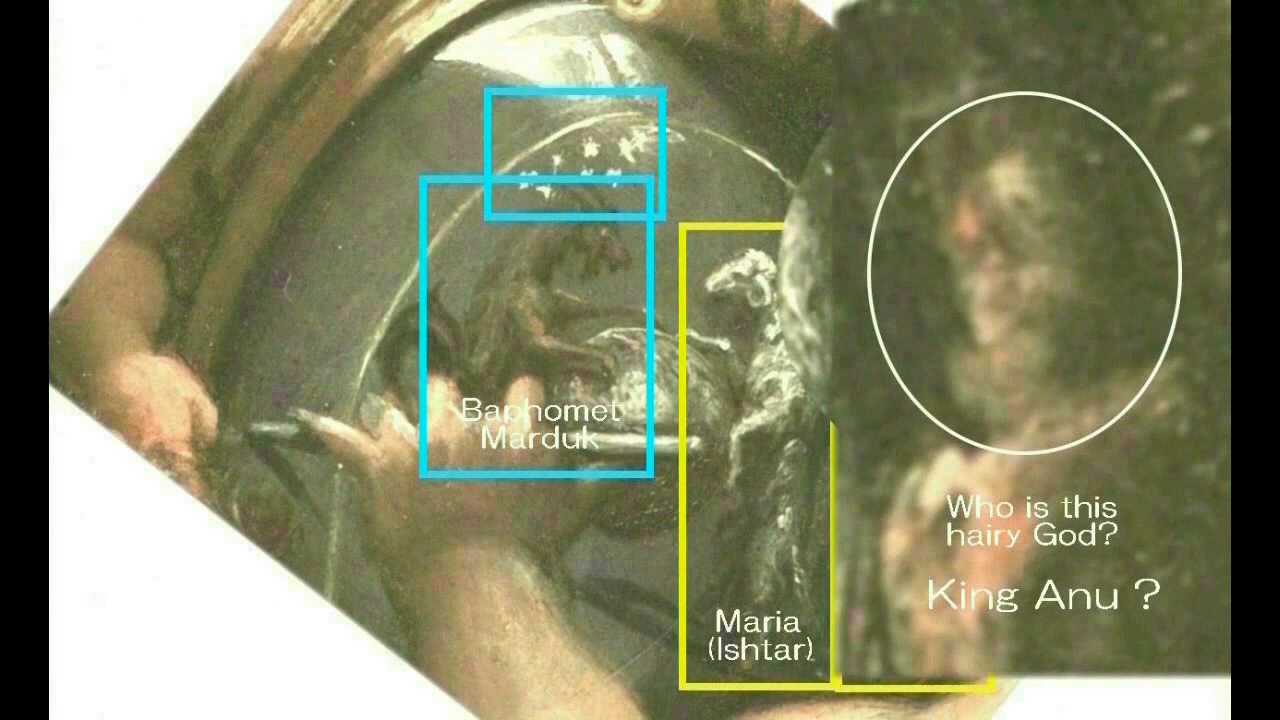 Baphomet
Marduk
Maria
(Ishtar)
Who is this
hairy God?
King Anu ?